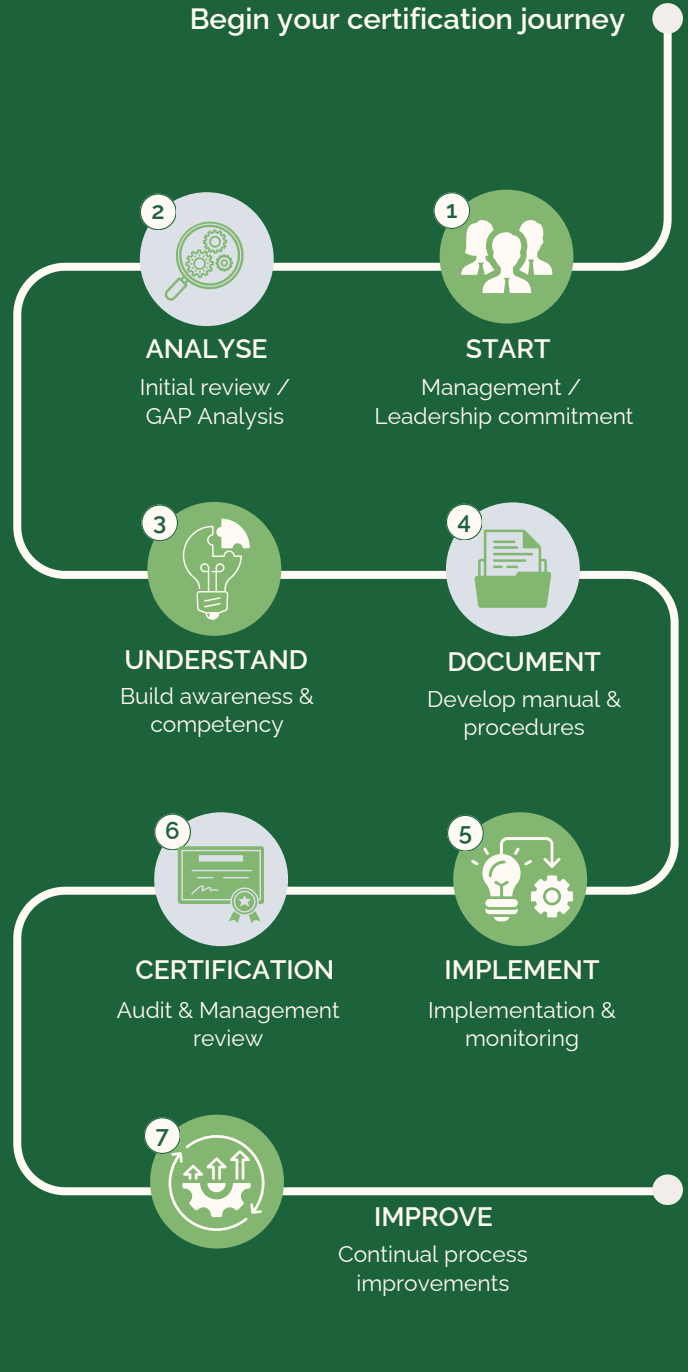 Begin your certification journey
1
START
Management /
Leadership commitment
2
ANALYSE
Initial review /
GAP Analysis
3
UNDERSTAND
Build awareness &
competency
4
DOCUMENT
Develop manual &
procedures
5
IMPLEMENT
Implementation &
monitoring
6
CERTIFICATION
Audit & Management
review
7
IMPROVE
Continual process
improvements